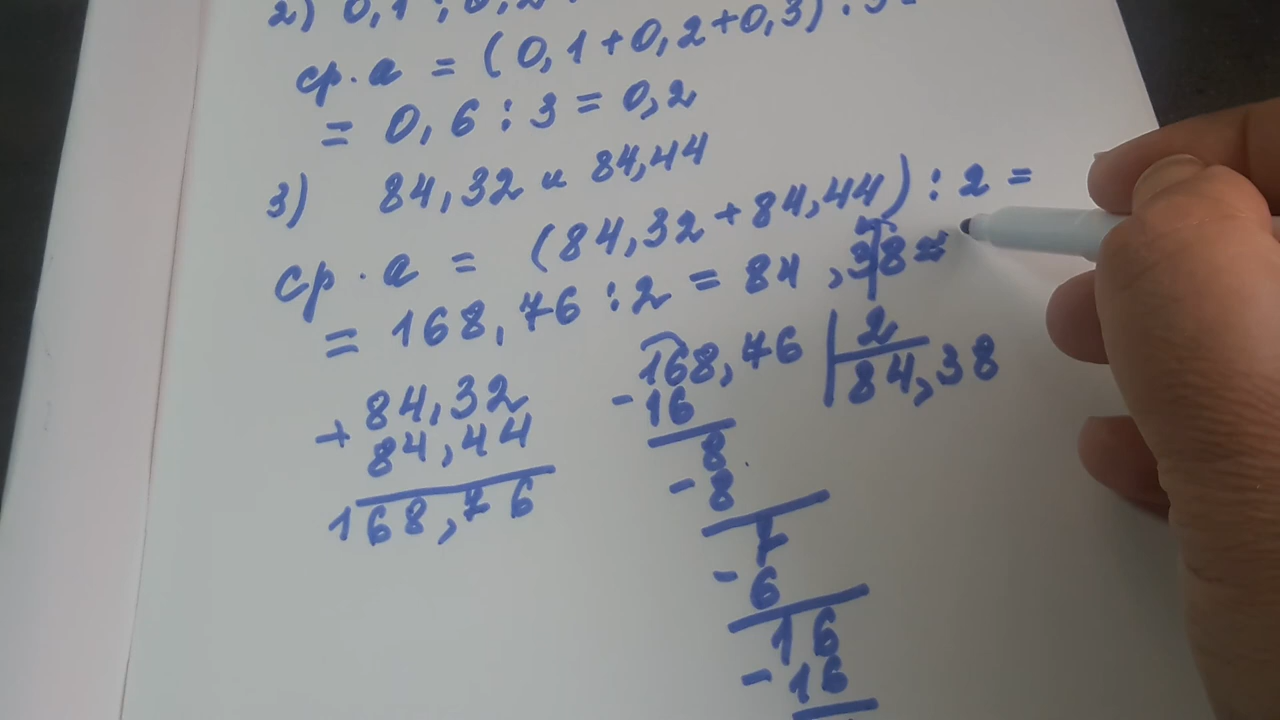 2) 0,1 ; 0,2
ср.а = (0,1+0,2+0,3) : 3=
= 0,6 : 3 = 0,2
3) 84,32 и 84,44
ср.а = (84,32+84,44) : 2 =
= 168,76 : 2 = 84,38≈
168,76 2
84,38
- 16
8
- 8
7
- 6
16
- 16
+ 84,32
84,44
168,76